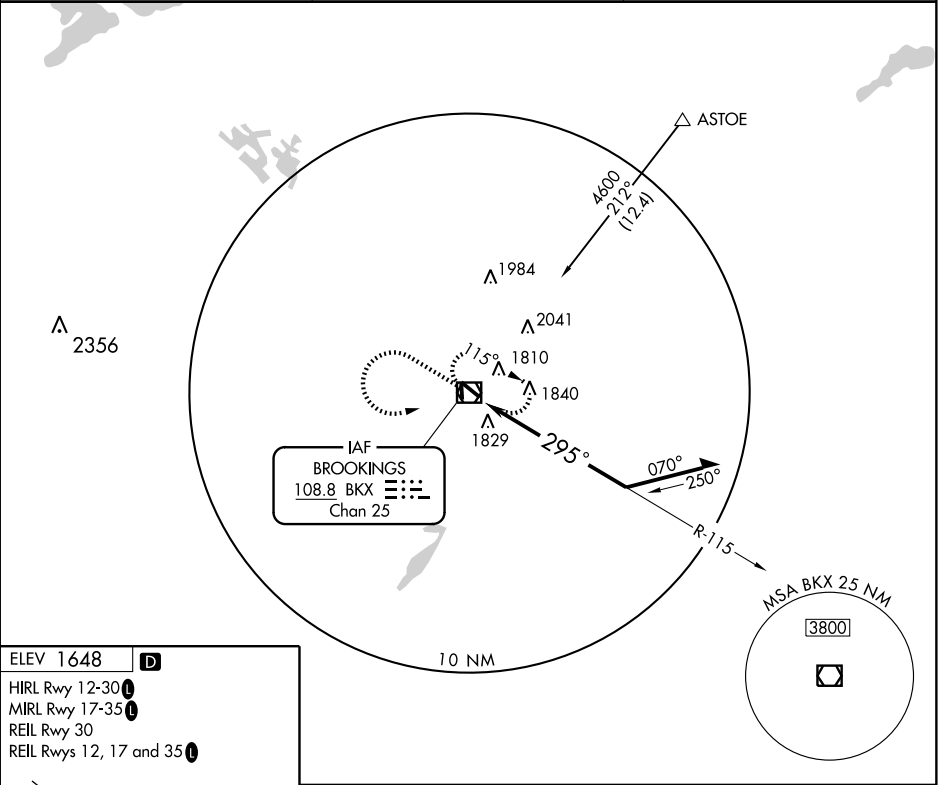 ASTOE
4600
212°
(12.4)
1984
2041
2356
115°
1810
1840
1829
IAF
BROOKINGS
108.8 BKX
Chan 25
295°
070°
250°
R-115
MSA BKX 25 NM
3800
10 NM
ELEV 1648 D
HIRL Rwy 12-30 L
MIRL Rwy 17-35 L
REIL Rwy 30
REIL Rwys 12, 17 and 35 L